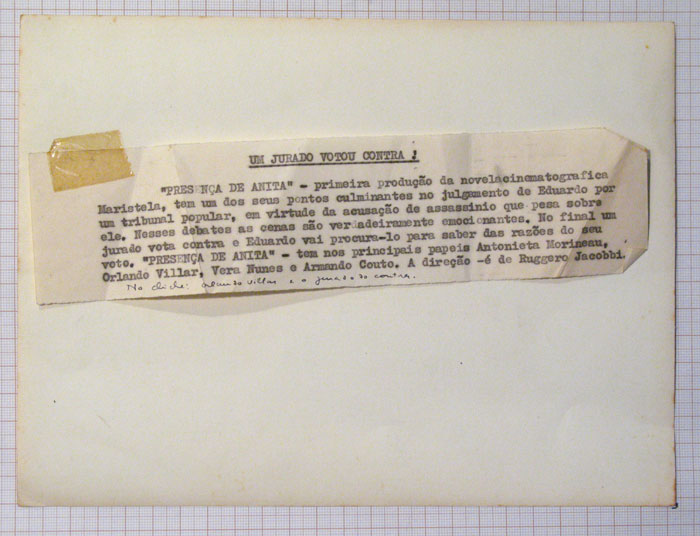 UM JURADO VOTOU CONTRA !
"PRESENÇA DE ANITA" - primeira produção da novelacinematografica
Maristela, tem um dos seus pontos culminantes no julgamento de Eduardo por
um tribunal popular, em virtude da acusação de assassinio que pesa sobre
ele. Nesses debates as cenas são verdadeiramente emocionantes. No final um
jurado vota contra e Eduardo vai procura-lo para saber das razões do seu
voto. "PRESENÇA DE ANITA" - tem nos principais papeis Antonieta Morineau,
Orlando Villar, Vera Nunes e Armando Couto. A direção -é de Ruggero Jacobbi.
No cliché: Orlando Villar e o jurado do contra.